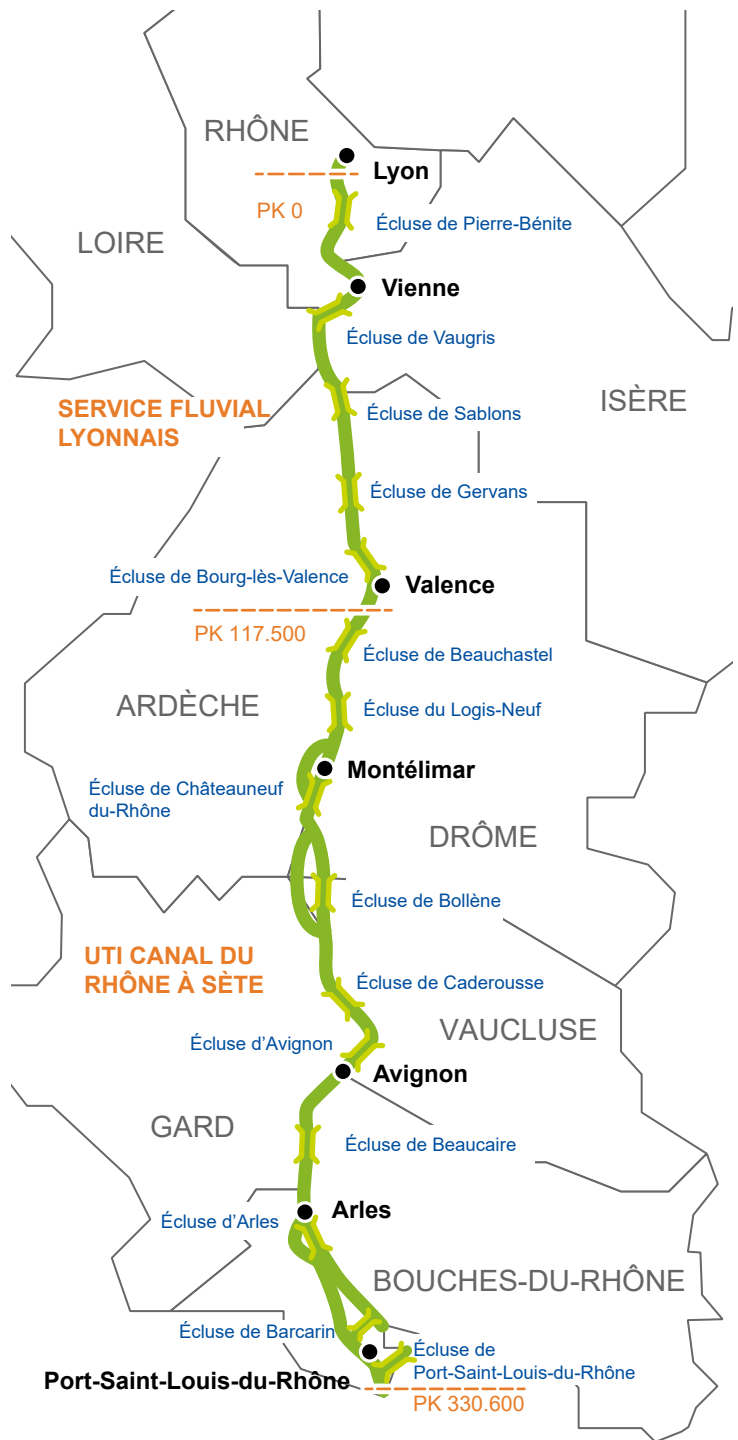 RHÔNE
Lyon
PK 0
Écluse de Pierre-Bénite
LOIRE
Vienne
Écluse de Vaugris
ISÈRE
SERVICE FLUVIAL
LYONNAIS
Écluse de Sablons
Écluse de Gervans
Écluse de Bourg-lès-Valence
Valence
PK 117.500
Écluse de Beauchastel
ARDÈCHE
Écluse du Logis-Neuf
Montélimar
Écluse de Châteauneuf
du-Rhône
DRÔME
Écluse de Bollène
UTI CANAL DU
RHÔNE À SÈTE
Écluse de Caderousse
VAUCLUSE
Écluse d'Avignon
Avignon
GARD
Écluse de Beaucaire
Arles
Écluse d'Arles
BOUCHES-DU-RHÔNE
Écluse de Barcarin
Écluse de
Port-Saint-Louis-du-Rhône
Port-Saint-Louis-du-Rhône
PK 330.600